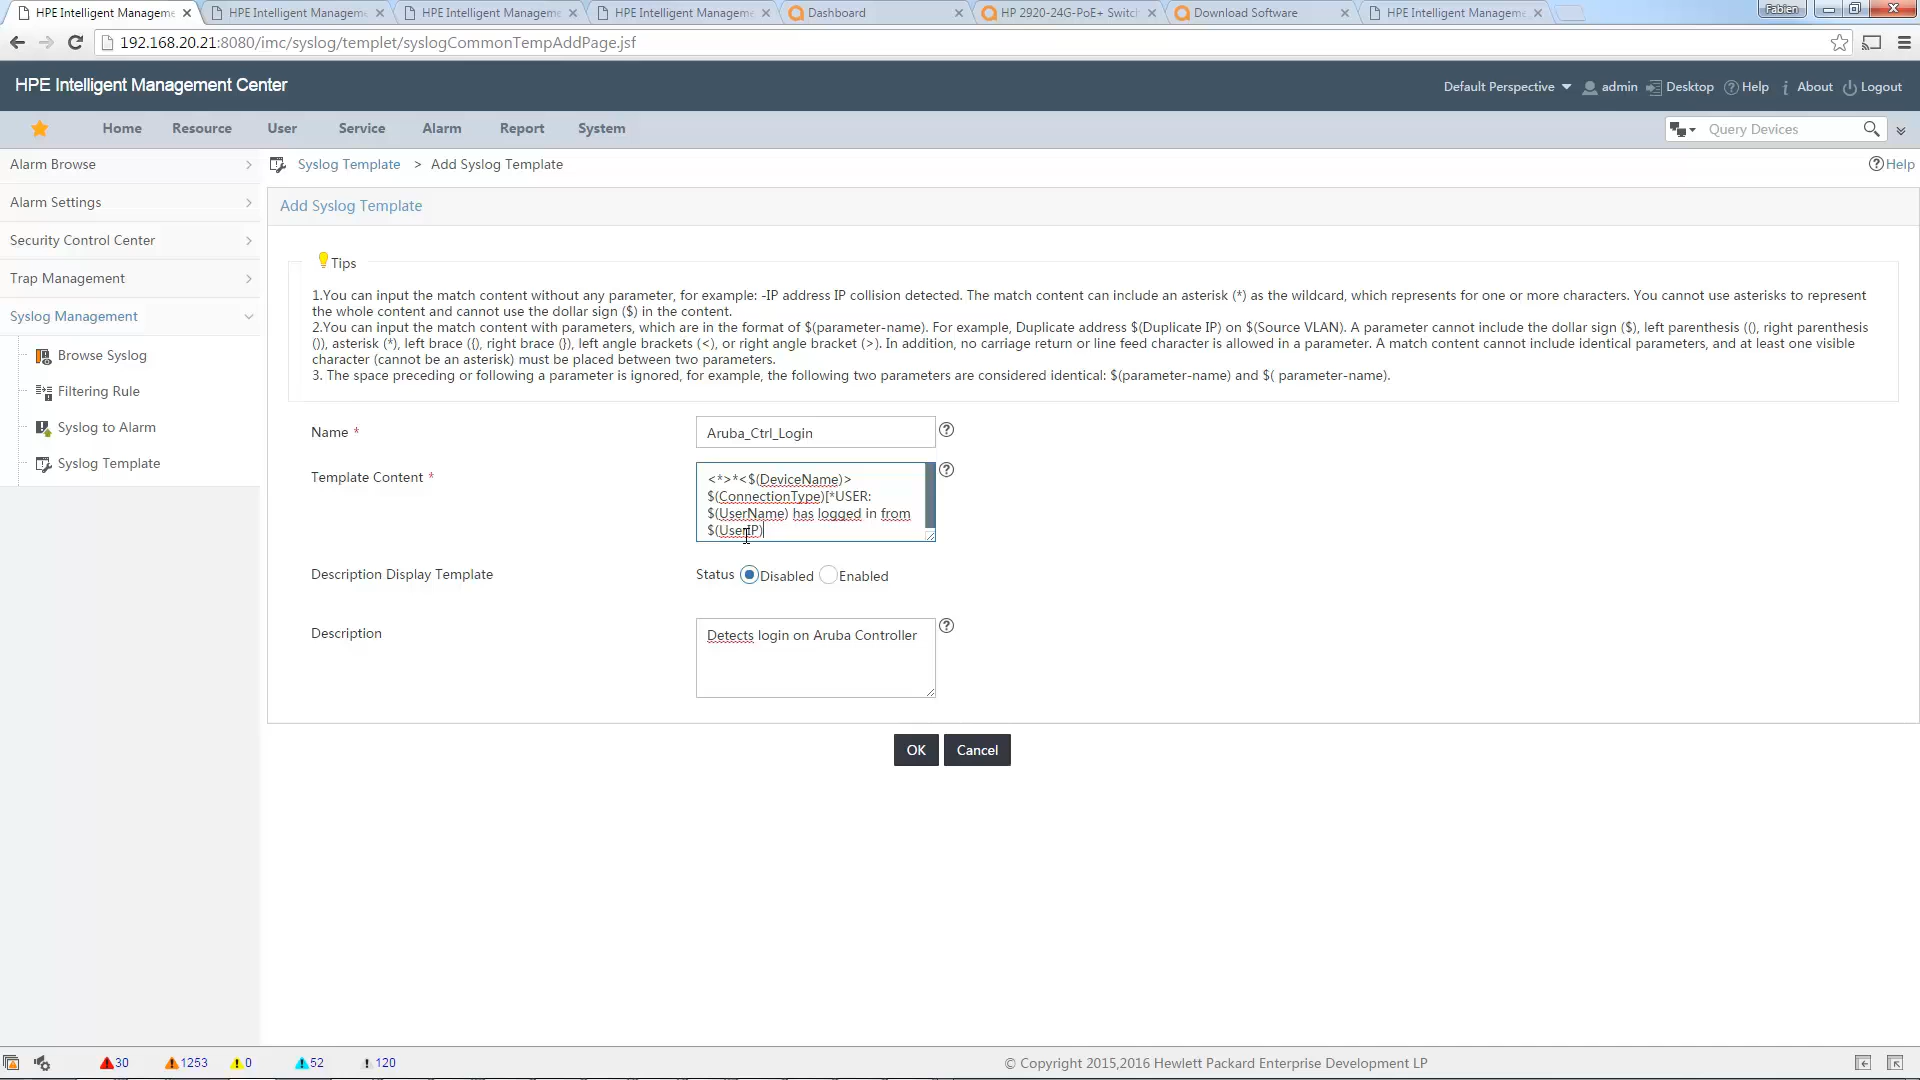 HPE Intelligent Manageme
HPE Intelligent Manageme
HPE Intelligent Manageme
HPE Intelligent Manageme
Dashboard
HP 2920-24G-PoE+ Switch
Download Software
HPE Intelligent Manageme
Fabien
192.168.20.21:8080/imc/syslog/templet/syslogCommonTempAddPage.jsf
HPE Intelligent Management Center
Default Perspective
admin
Desktop
Help
About
Logout
Home
Resource
User
Service
Alarm
Report
System
Query Devices
Alarm Browse
Alarm Settings
Security Control Center
Trap Management
Syslog Management
Browse Syslog
Filtering Rule
Syslog to Alarm
Syslog Template
Syslog Template > Add Syslog Template
Help
Add Syslog Template
Tips
1.You can input the match content without any parameter, for example: -IP address IP collision detected. The match content can include an asterisk (*) as the wildcard, which represents for one or more characters. You cannot use asterisks to represent
the whole content and cannot use the dollar sign ($) in the content.
2.You can input the match content with parameters, which are in the format of $(parameter-name). For example, Duplicate address $(Duplicate IP) on $(Source VLAN). A parameter cannot include the dollar sign ($), left parenthesis ((), right parenthesis
()), asterisk (*), left brace ({), right brace (}), left angle brackets (<), or right angle bracket (>). In addition, no carriage return or line feed character is allowed in a parameter. A match content cannot include identical parameters, and at least one visible
character (cannot be an asterisk) must be placed between two parameters.
3. The space preceding or following a parameter is ignored, for example, the following two parameters are considered identical: $(parameter-name) and $( parameter-name).
Name *
Aruba_Ctrl_Login
Template Content *
<*>*<$(DeviceName)>
$(ConnectionType)[*USER:
$(UserName) has logged in from
$(UserIP)
Description Display Template
Status Disabled Enabled
Description
Detects login on Aruba Controller
OK
Cancel
30
1253
0
52
120
© Copyright 2015,2016 Hewlett Packard Enterprise Development LP